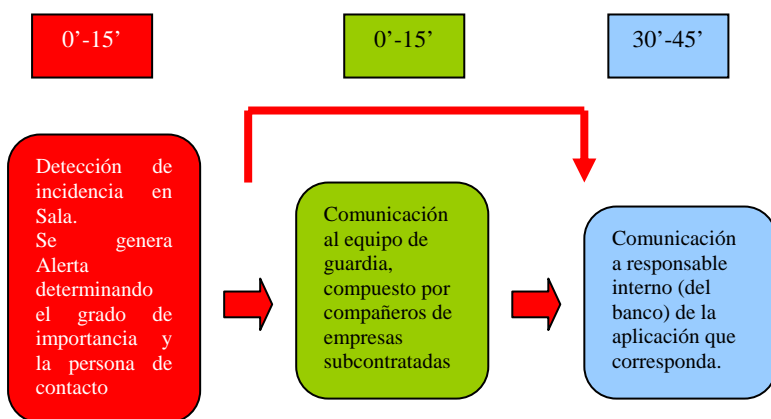 0’-15’
0’-15’
30’-45’
Detección de
incidencia en
Sala.
Se genera
Alerta
determinando
el grado de
importancia y
la persona de
contacto
Comunicación
al equipo de
guardia,
compuesto por
compañeros de
empresas
subcontratadas
Comunicación
a responsable
interno (del
banco) de la
aplicación que
corresponda.